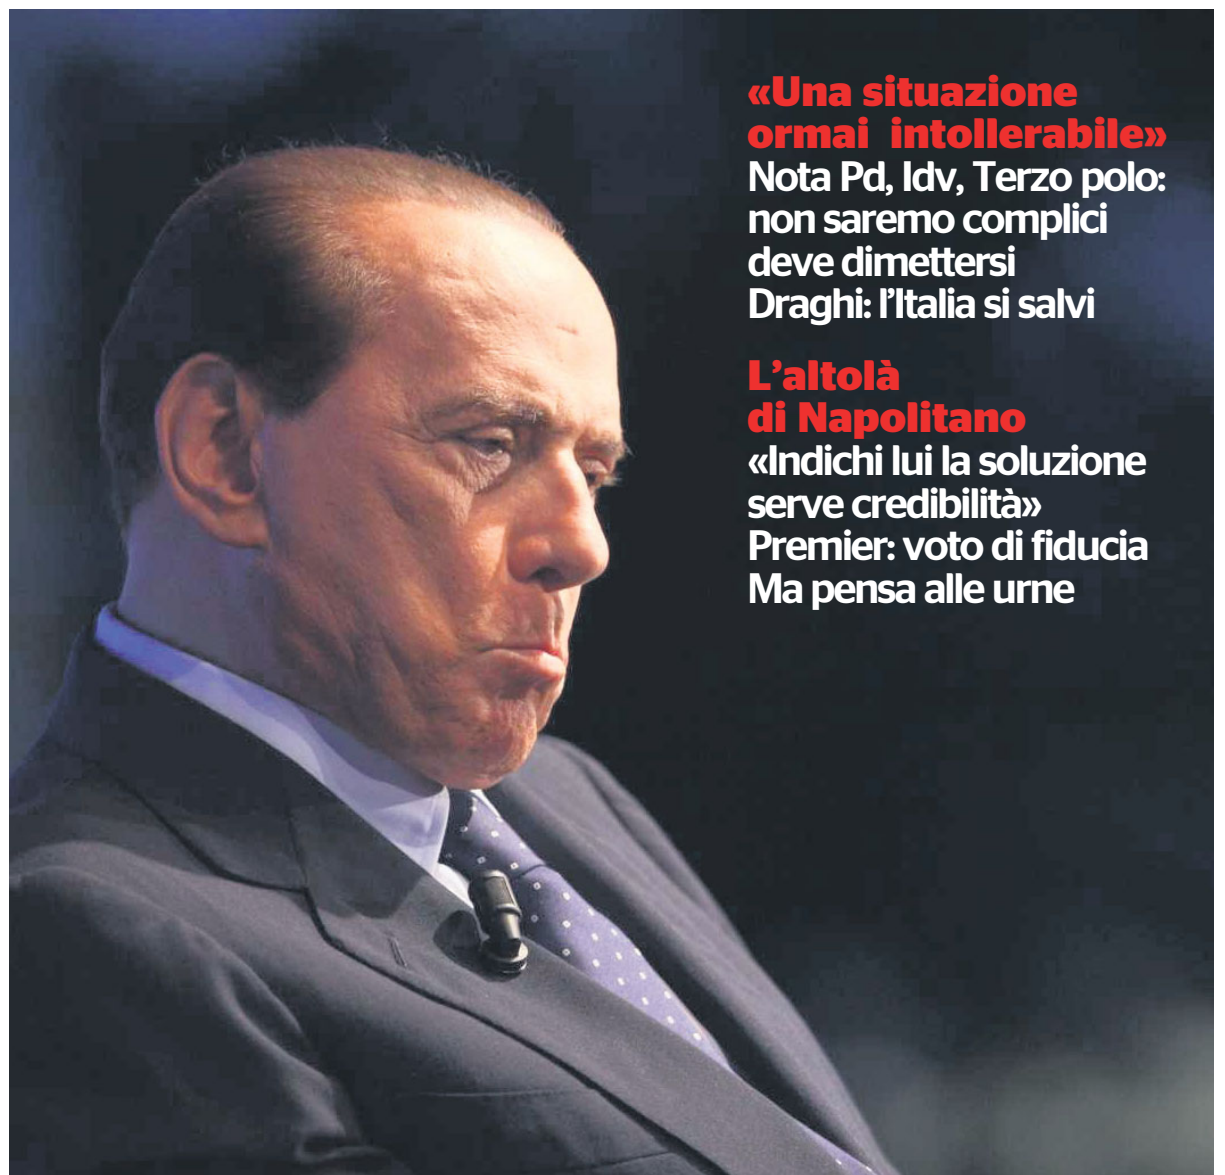 «Una situazione
ormai intollerabile»
Nota Pd, Idv, Terzo polo:
non saremo complici
deve dimettersi
Draghi: l’Italia si salvi
L’altolà
di Napolitano
«Indichi lui la soluzione
serve credibilità»
Premier: voto di fiducia
Ma pensa alle urne